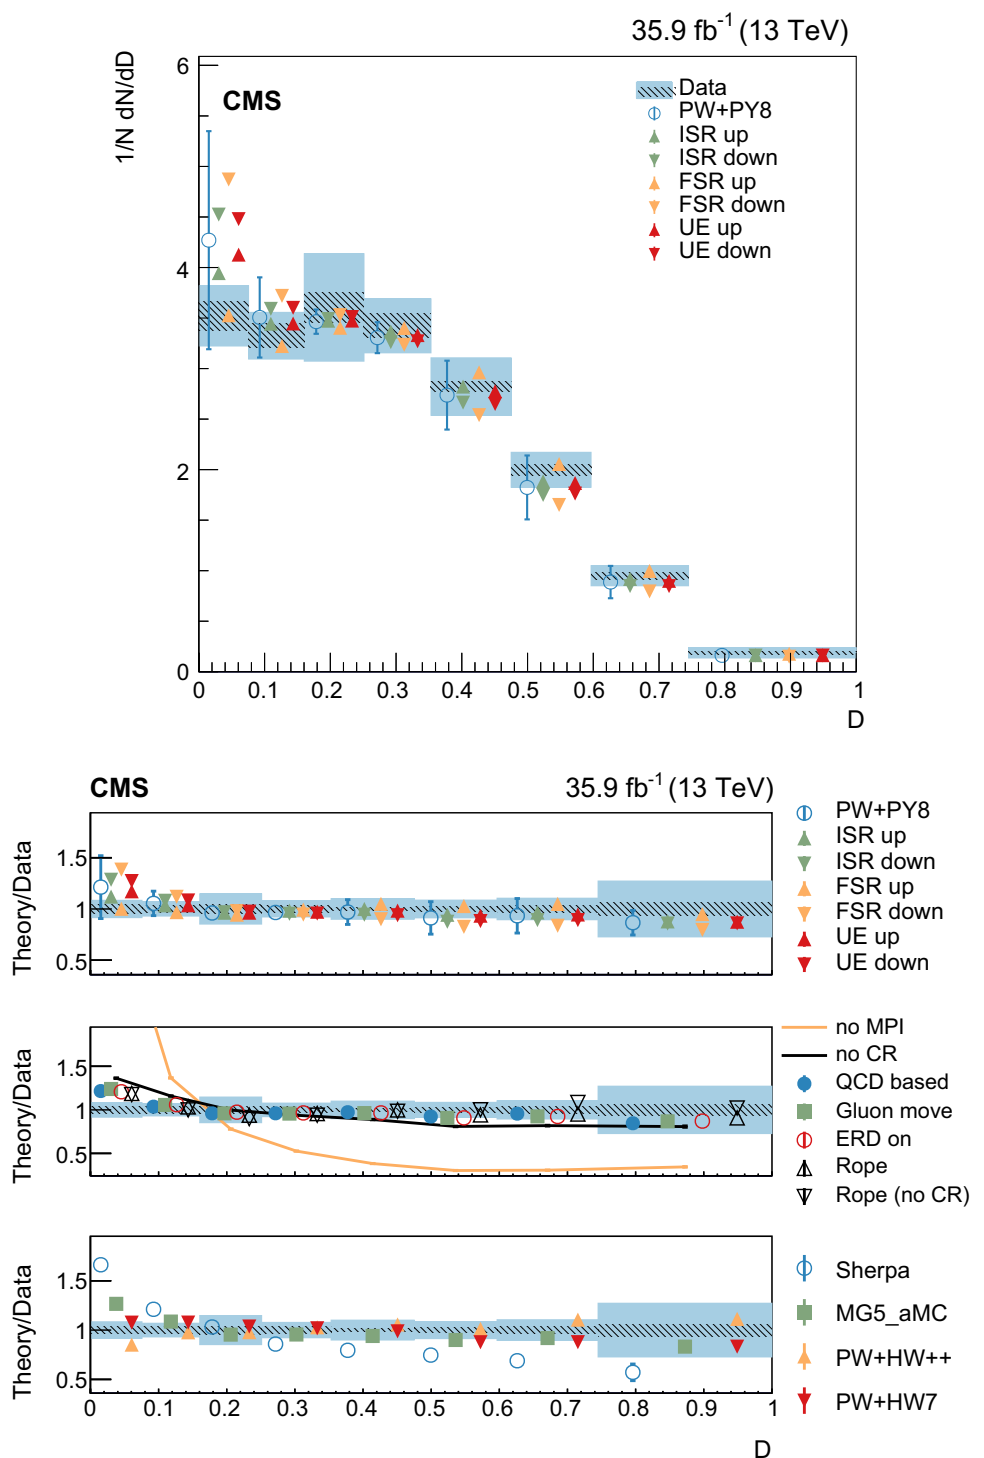 35.9 fb⁻¹ (13 TeV)
1/N dN/dD
6
4
2
0
CMS
Data
PW+PY8
ISR up
ISR down
FSR up
FSR down
UE up
UE down
0 0.1 0.2 0.3 0.4 0.5 0.6 0.7 0.8 0.9 1
D
CMS 35.9 fb⁻¹ (13 TeV)
Theory/Data
1.5
1
0.5
PW+PY8
ISR up
ISR down
FSR up
FSR down
UE up
UE down
Theory/Data
1.5
1
0.5
no MPI
no CR
QCD based
Gluon move
ERD on
Rope
Rope (no CR)
Theory/Data
1.5
1
0.5
Sherpa
MG5_aMC
PW+HW++
PW+HW7
0 0.1 0.2 0.3 0.4 0.5 0.6 0.7 0.8 0.9 1
D